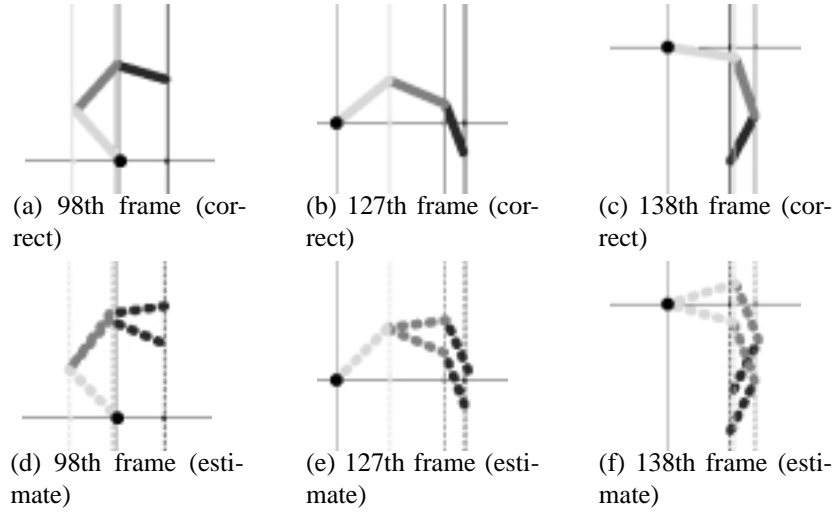 (a) 98th frame (cor-
rect)
(b) 127th frame (cor-
rect)
(c) 138th frame (cor-
rect)
(d) 98th frame (esti-
mate)
(e) 127th frame (esti-
mate)
(f) 138th frame (esti-
mate)